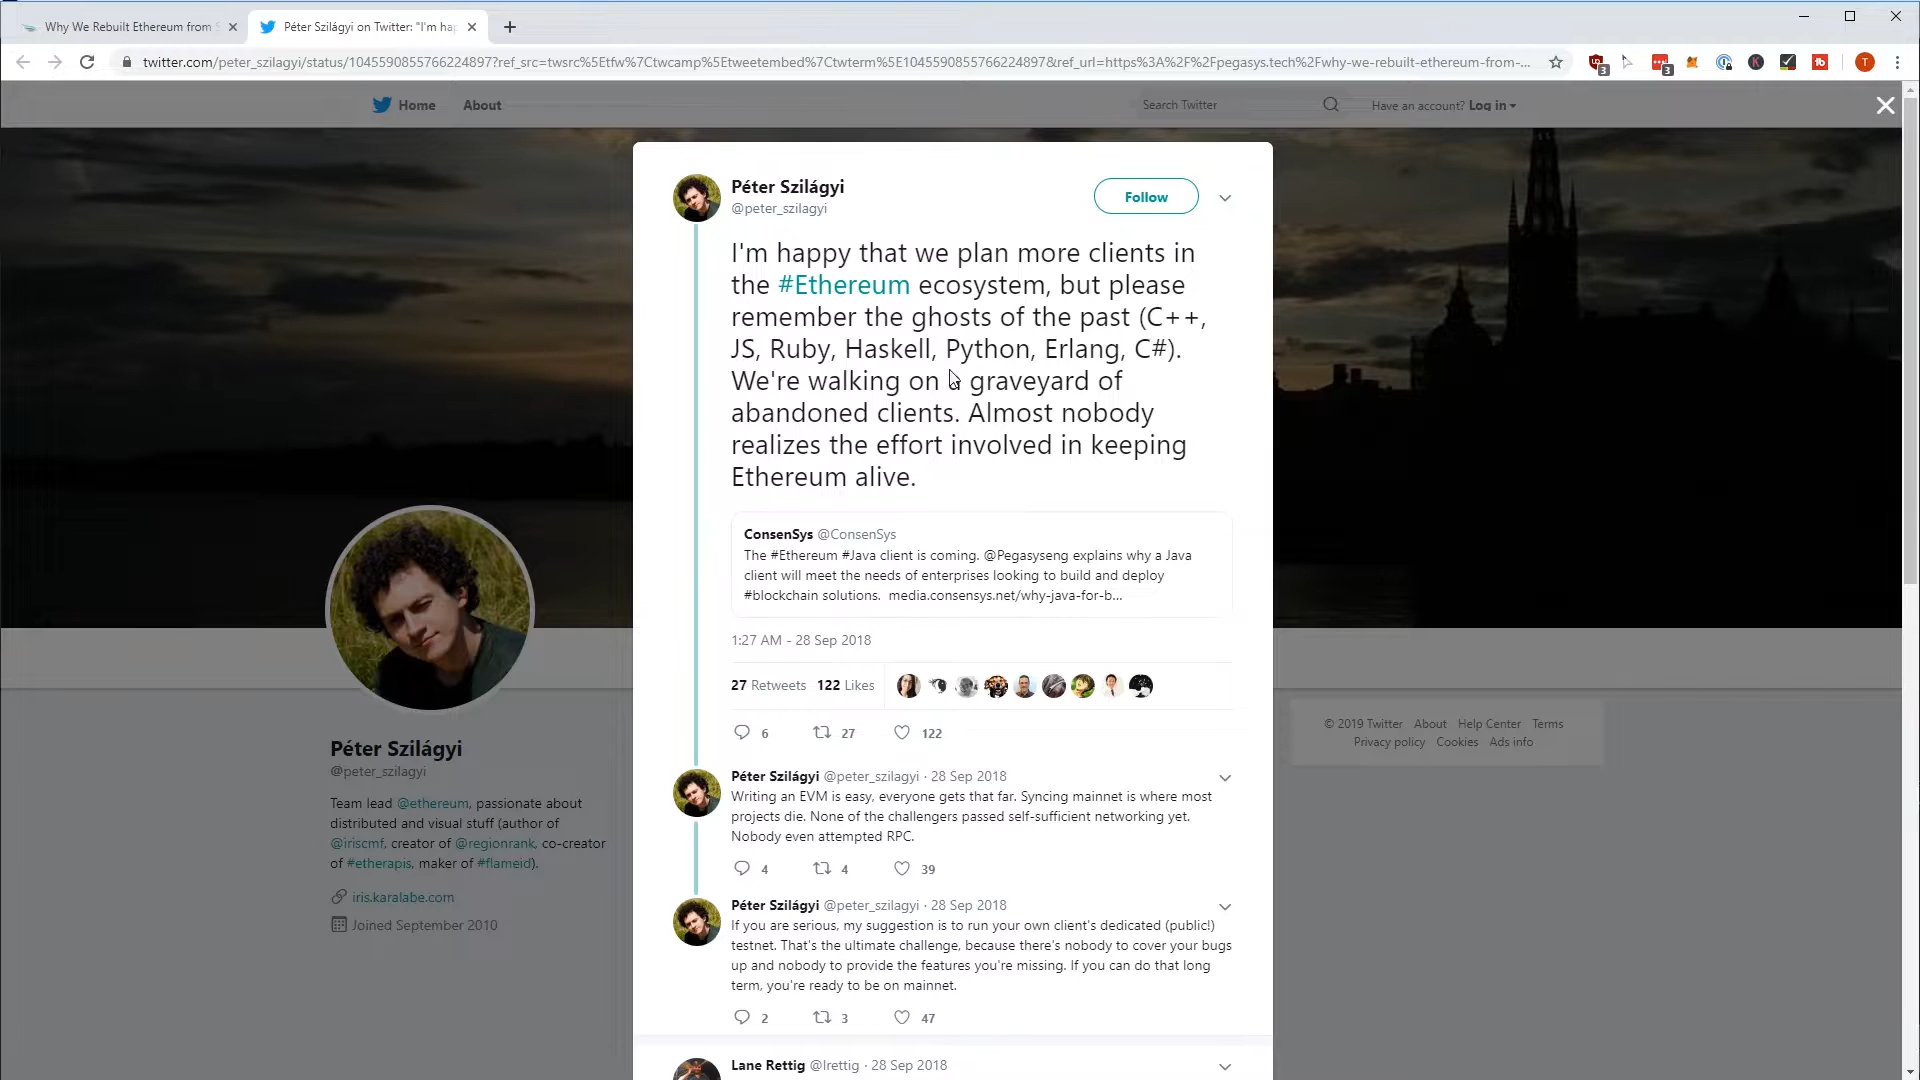 Why We Rebuilt Ethereum from S
Péter Szilágyi on Twitter: "I'm hap
twitter.com/peter_szilagyi/status/1045590855766224897?ref_src=twsrc%5Etfw%7Ctwcamp%5Etweetembed%7Ctwterm%5E1045590855766224897&ref_url=https%3A%2F%2Fpegasys.tech%2Fwhy-we-rebuilt-ethereum-from-...
3
3
T
Home
About
Search Twitter
Have an account? Log in
Péter Szilágyi
@peter_szilagyi
Follow
I'm happy that we plan more clients in
the #Ethereum ecosystem, but please
remember the ghosts of the past (C++,
JS, Ruby, Haskell, Python, Erlang, C#).
We're walking on a graveyard of
abandoned clients. Almost nobody
realizes the effort involved in keeping
Ethereum alive.
ConsenSys @ConsenSys
The #Ethereum #Java client is coming. @Pegasyseng explains why a Java
client will meet the needs of enterprises looking to build and deploy
#blockchain solutions. media.consensys.net/why-java-for-b...
1:27 AM - 28 Sep 2018
27 Retweets 122 Likes
6 27 122
Péter Szilágyi @peter_szilagyi · 28 Sep 2018
Writing an EVM is easy, everyone gets that far. Syncing mainnet is where most
projects die. None of the challengers passed self-sufficient networking yet.
Nobody even attempted RPC.
4 4 39
Péter Szilágyi @peter_szilagyi · 28 Sep 2018
If you are serious, my suggestion is to run your own client's dedicated (public!)
testnet. That's the ultimate challenge, because there's nobody to cover your bugs
up and nobody to provide the features you're missing. If you can do that long
term, you're ready to be on mainnet.
2 3 47
Lane Rettig @lrettig · 28 Sep 2018
Péter Szilágyi
@peter_szilagyi
Team lead @ethereum, passionate about
distributed and visual stuff (author of
@iriscmf, creator of @regionrank, co-creator
of #etherapis, maker of #flameid).
iris.karalabe.com
Joined September 2010
© 2019 Twitter About Help Center Terms
Privacy policy Cookies Ads info